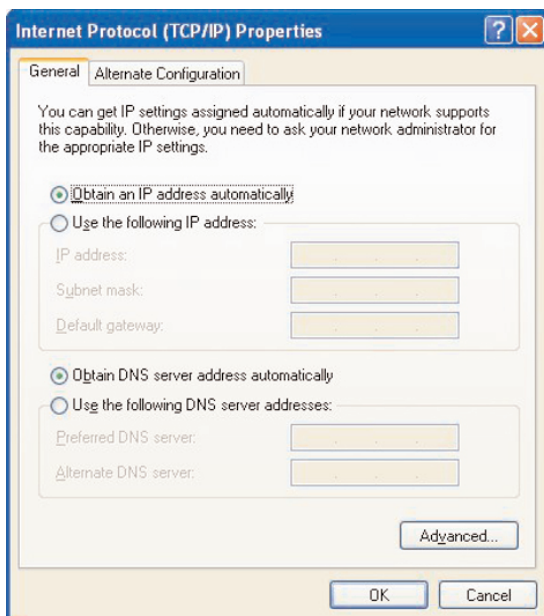 Internet Protocol (TCP/IP) Properties
General Alternate Configuration
You can get IP settings assigned automatically if your network supports
this capability. Otherwise, you need to ask your network administrator for
the appropriate IP settings.
Obtain an IP address automatically
Use the following IP address:
IP address:
Subnet mask:
Default gateway:
Obtain DNS server address automatically
Use the following DNS server addresses:
Preferred DNS server:
Alternate DNS server:
Advanced...
OK Cancel